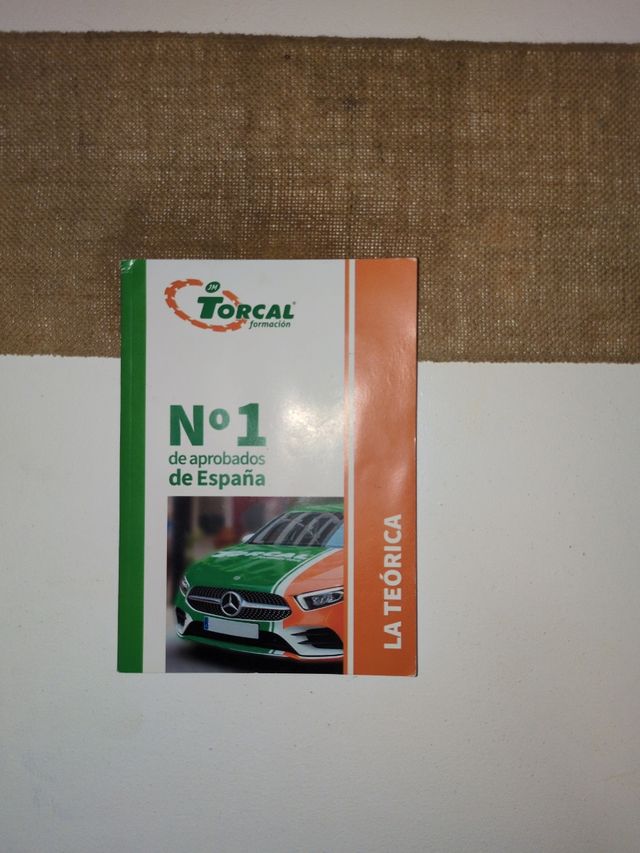 JM
TORCAL®
formación
Nº1
de aprobados
de España
TORCAL
LA TEÓRICA